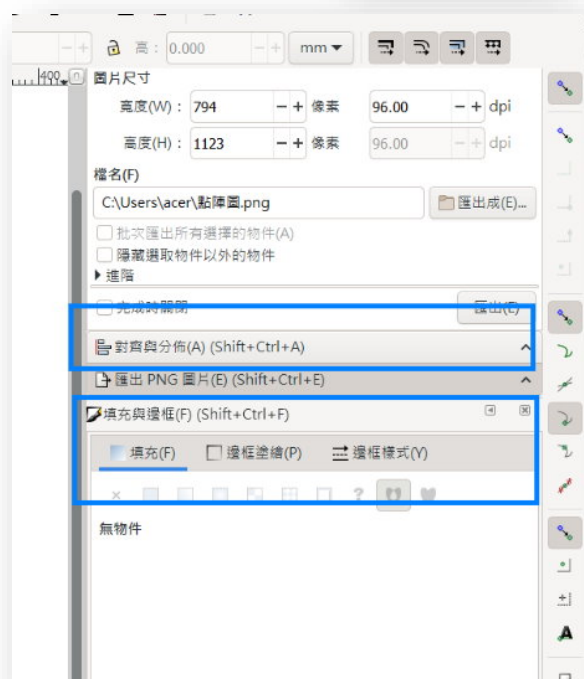 高： 0.000 − + mm
400
圖片尺寸
寬度(W)： 794 − + 像素 96.00 − + dpi
高度(H)： 1123 − + 像素 96.00 − + dpi
檔名(F)
C:\Users\acer\點陣圖.png 匯出成(E)...
批次匯出所有選擇的物件(A)
隱藏選取物件以外的物件
進階
完成時關閉 匯出(E)
對齊與分佈(A) (Shift+Ctrl+A)
匯出 PNG 圖片(E) (Shift+Ctrl+E)
填充與邊框(F) (Shift+Ctrl+F)
填充(F) 邊框塗繪(P) 邊框樣式(Y)
?
無物件
A